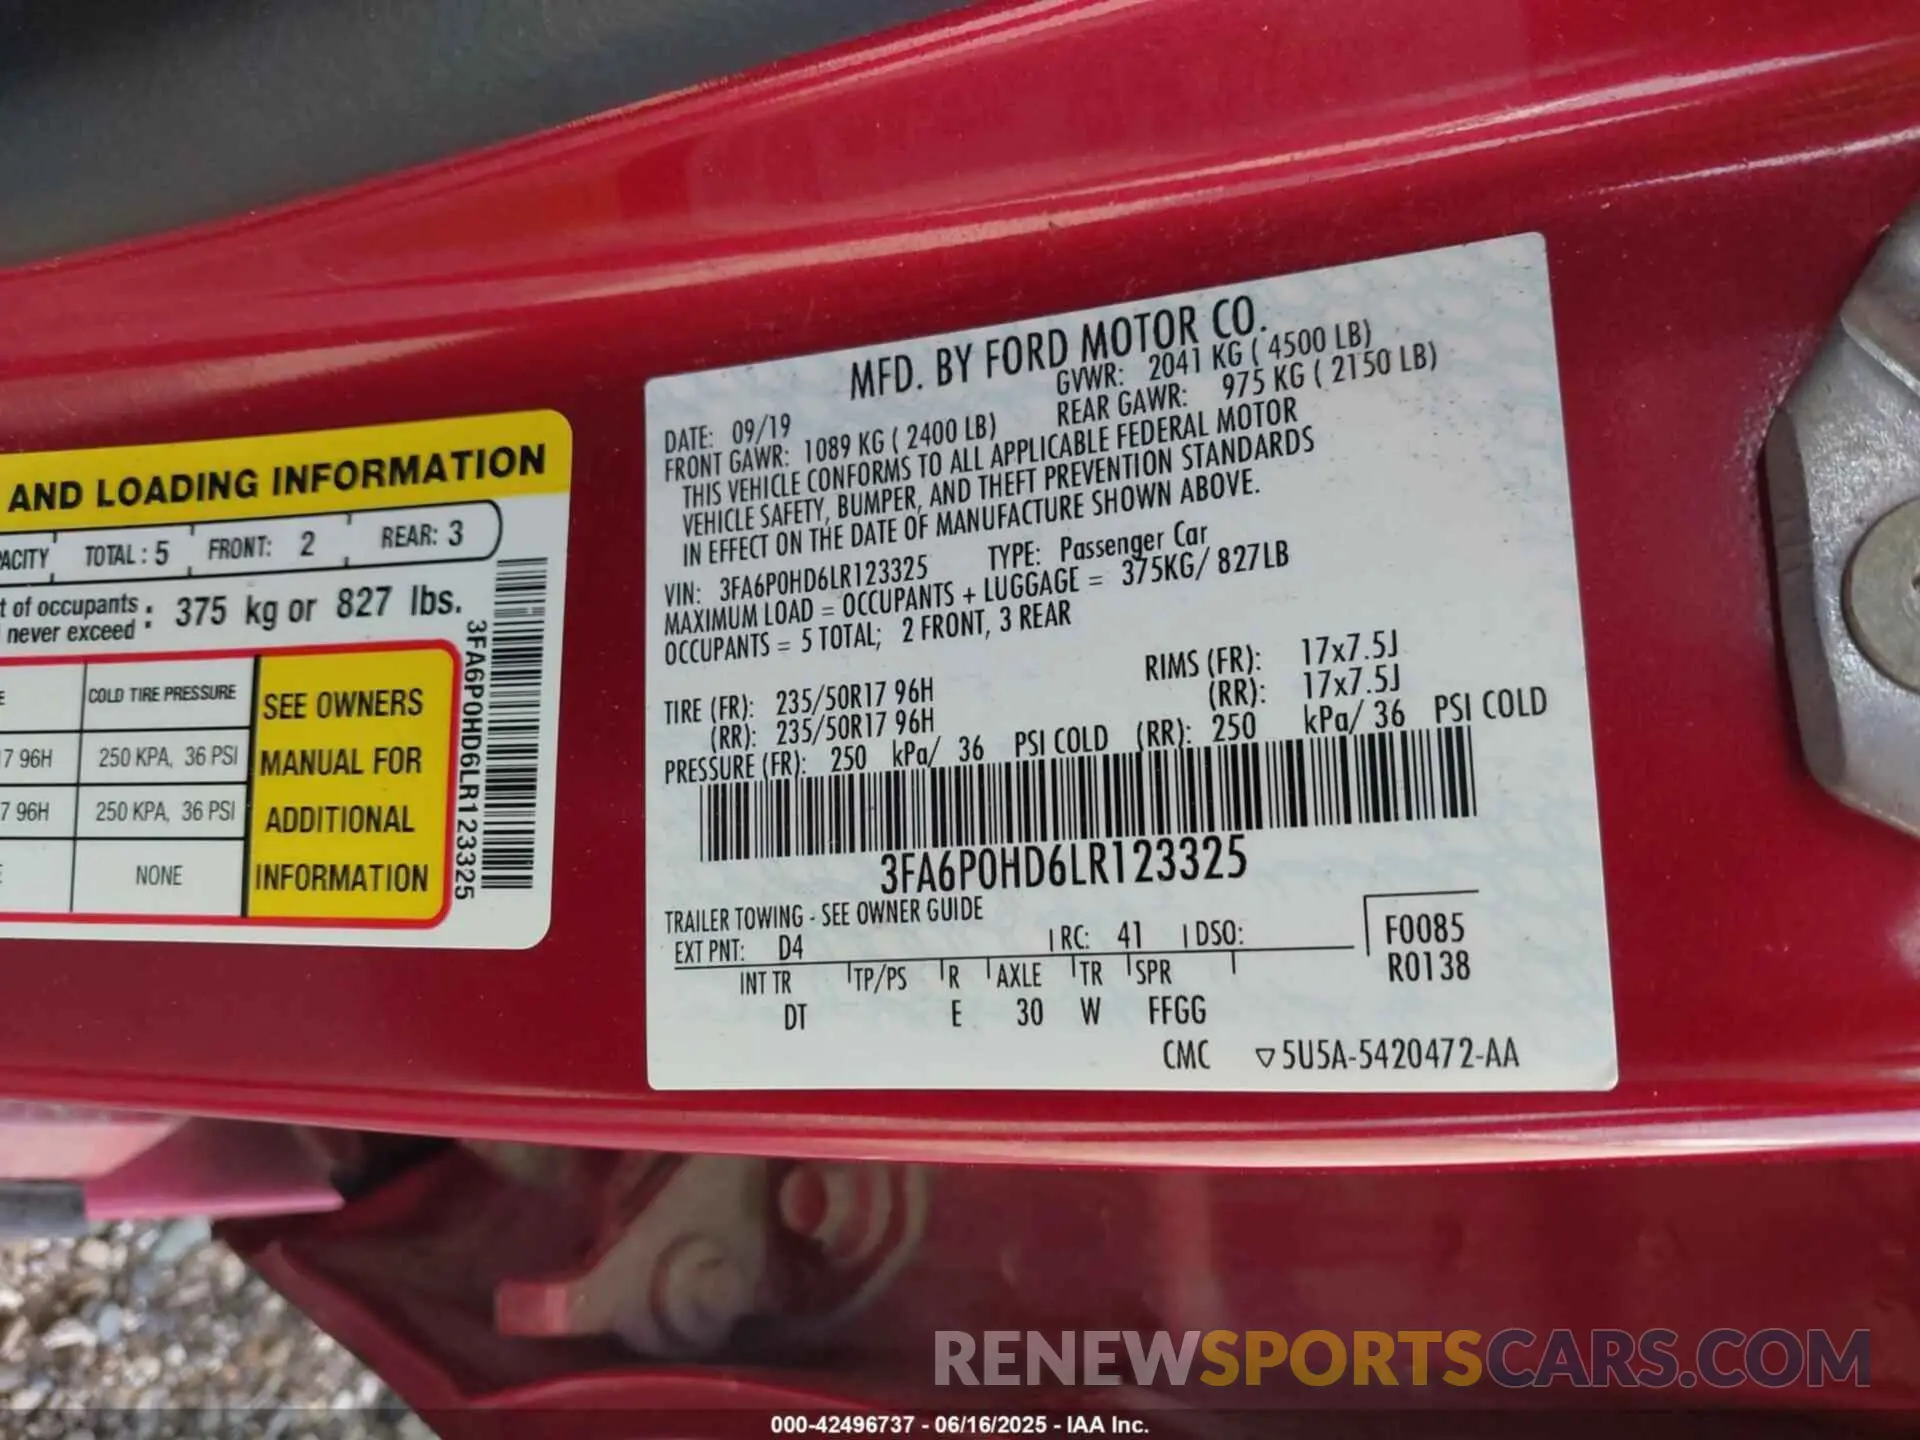 AND LOADING INFORMATION
TOTAL: 5 FRONT: 2 REAR: 3
of occupants : 375 kg or 827 lbs.
never exceed
COLD TIRE PRESSURE
7 96H 250 KPA, 36 PSI
7 96H 250 KPA, 36 PSI
NONE
SEE OWNERS
MANUAL FOR
ADDITIONAL
INFORMATION
3FA6P0HD6LR123325
MFD. BY FORD MOTOR CO.
DATE: 09/19 GVWR: 2041 KG ( 4500 LB)
FRONT GAWR: 1089 KG ( 2400 LB) REAR GAWR: 975 KG ( 2150 LB)
THIS VEHICLE CONFORMS TO ALL APPLICABLE FEDERAL MOTOR
VEHICLE SAFETY, BUMPER, AND THEFT PREVENTION STANDARDS
IN EFFECT ON THE DATE OF MANUFACTURE SHOWN ABOVE.
VIN: 3FA6P0HD6LR123325 TYPE: Passenger Car
MAXIMUM LOAD = OCCUPANTS + LUGGAGE = 375KG/ 827LB
OCCUPANTS = 5 TOTAL; 2 FRONT, 3 REAR
TIRE (FR): 235/50R17 96H RIMS (FR): 17x7.5J
(RR): 235/50R17 96H (RR): 17x7.5J
PRESSURE (FR): 250 kPa/ 36 PSI COLD (RR): 250 kPa/ 36 PSI COLD
3FA6P0HD6LR123325
TRAILER TOWING - SEE OWNER GUIDE
EXT PNT: D4 RC: 41 DSO: F0085
INT TR TP/PS R AXLE TR SPR R0138
DT E 30 W FFGG
CMC ▽5U5A-5420472-AA
RENEWSPORTSCARS.COM
000-42496737 - 06/16/2025 - IAA Inc.